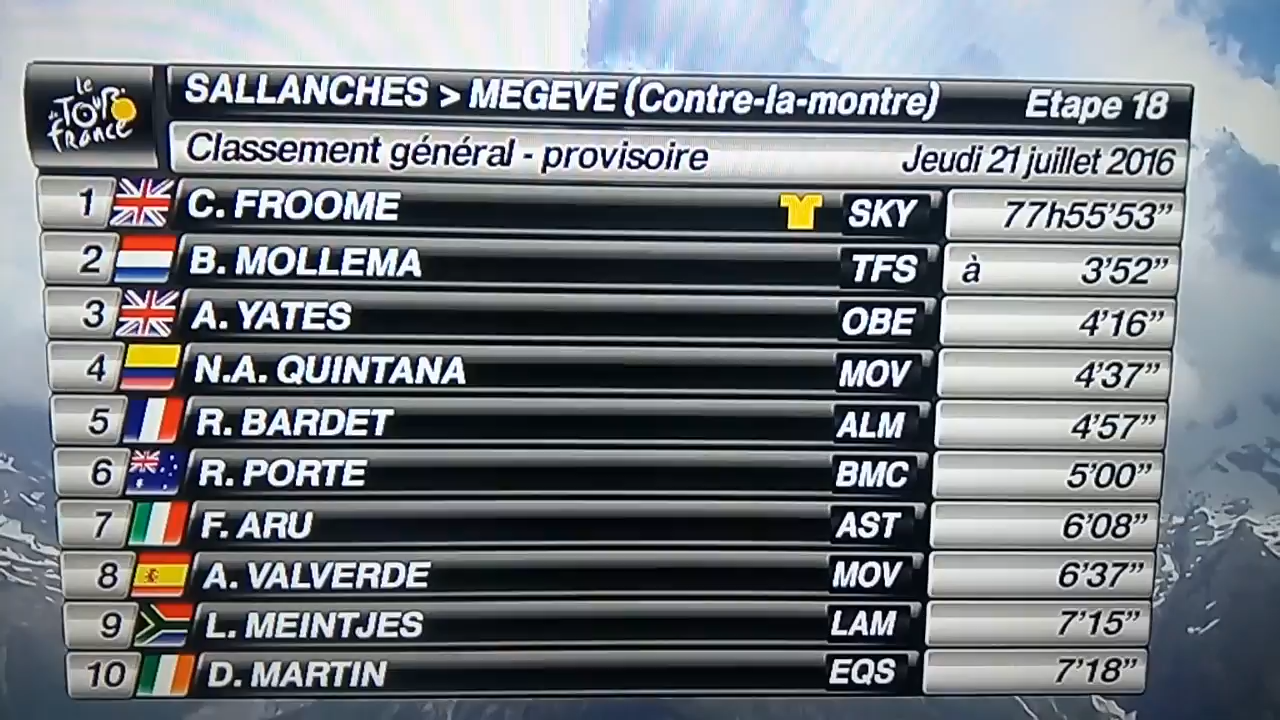 le TOUR de FRANCE
SALLANCHES > MEGEVE (Contre-la-montre) Etape 18
Classement général - provisoire Jeudi 21 juillet 2016
1 C. FROOME SKY 77h55'53”
2 B. MOLLEMA TFS à 3'52”
3 A. YATES OBE 4'16”
4 N.A. QUINTANA MOV 4'37”
5 R. BARDET ALM 4'57”
6 R. PORTE BMC 5'00”
7 F. ARU AST 6'08”
8 A. VALVERDE MOV 6'37”
9 L. MEINTJES LAM 7'15”
10 D. MARTIN EQS 7'18”